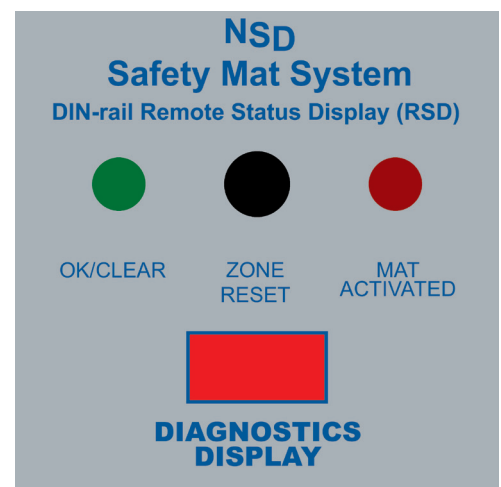 NSD
Safety Mat System
DIN-rail Remote Status Display (RSD)
OK/CLEAR
ZONE
RESET
MAT
ACTIVATED
DIAGNOSTICS
DISPLAY